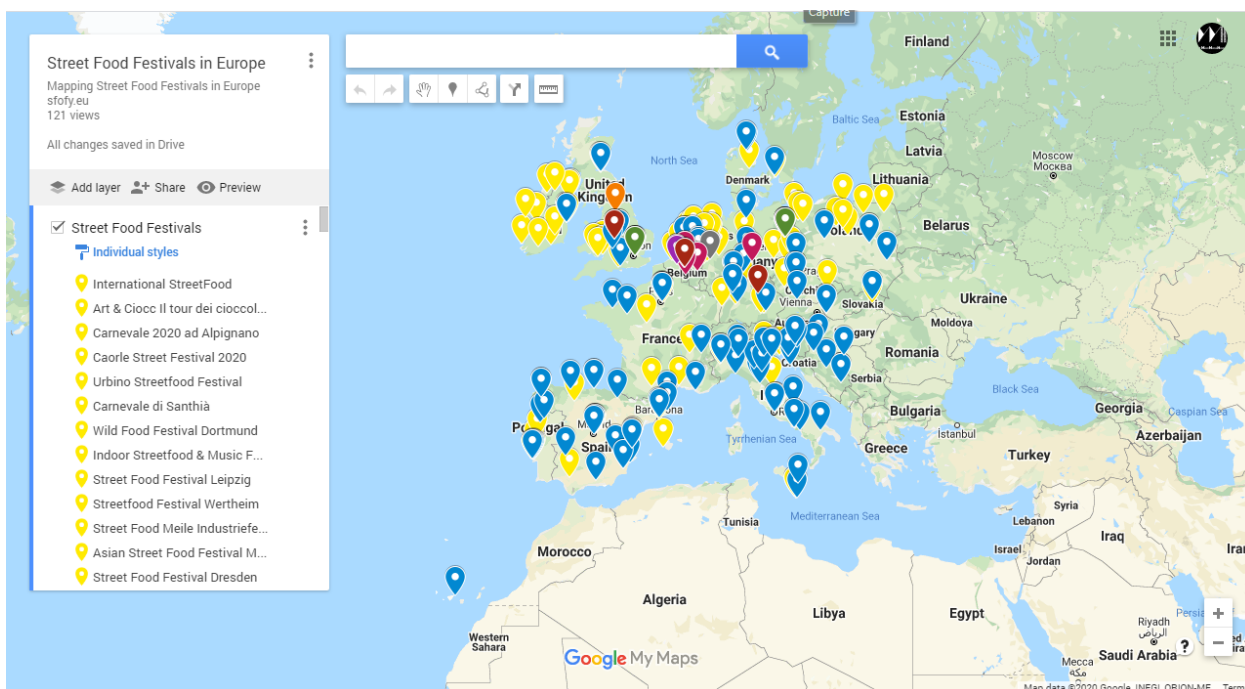 Capture
Street Food Festivals in Europe
Mapping Street Food Festivals in Europe
sfofy.eu
121 views
All changes saved in Drive
Add layer
Share
Preview
Street Food Festivals
Individual styles
International StreetFood
Art & Ciocc Il tour dei cioccol...
Carnevale 2020 ad Alpignano
Caorle Street Festival 2020
Urbino Streetfood Festival
Carnevale di Santhià
Wild Food Festival Dortmund
Indoor Streetfood & Music F...
Street Food Festival Leipzig
Streetfood Festival Wertheim
Street Food Meile Industriefe...
Asian Street Food Festival M...
Street Food Festival Dresden
Finland
Estonia
Baltic Sea
Latvia
Moscow
Москва
North Sea
Denmark
Lithuania
United
Kingdom
Belarus
Belgium
Ukraine
Slovakia
Vienna
Moldova
France
Romania
Croatia
Serbia
Black Sea
Bulgaria
Georgia
Caspian Sea
İstanbul
Azerbaijan
Spain
Tyrrhenian Sea
Greece
Turkey
Mediterranean Sea
Syria
Lebanon
Tunisia
Iraq
Israel
Jordan
Morocco
Algeria
Libya
Egypt
Western
Sahara
Riyadh
الرياض
Saudi Arabia
?
Mecca
مكة
Google My Maps
Map data ©2020 Google, INEGI, ORION-ME